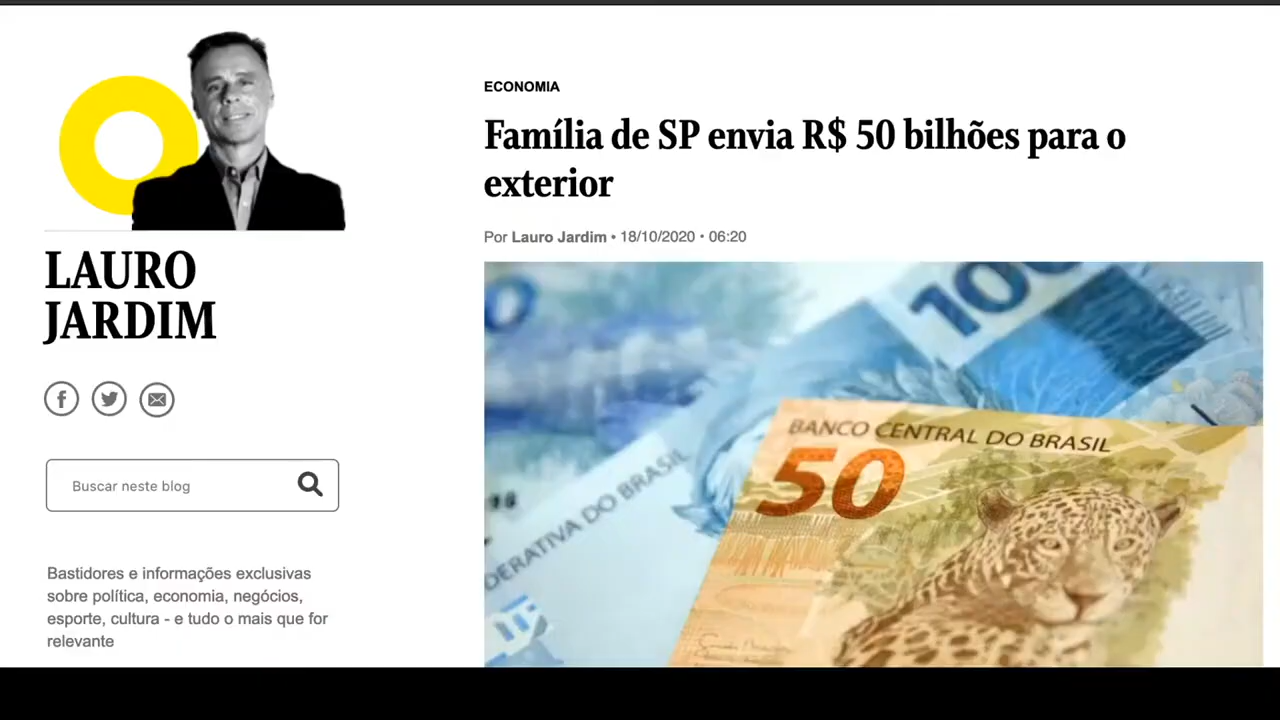 LAURO
JARDIM
Buscar neste blog
Bastidores e informações exclusivas
sobre política, economia, negócios,
esporte, cultura - e tudo o mais que for
relevante
ECONOMIA
Família de SP envia R$ 50 bilhões para o
exterior
Por Lauro Jardim • 18/10/2020 • 06:20
100
BANCO CENTRAL DO BRASIL
50
DERATIVA DO BRASIL